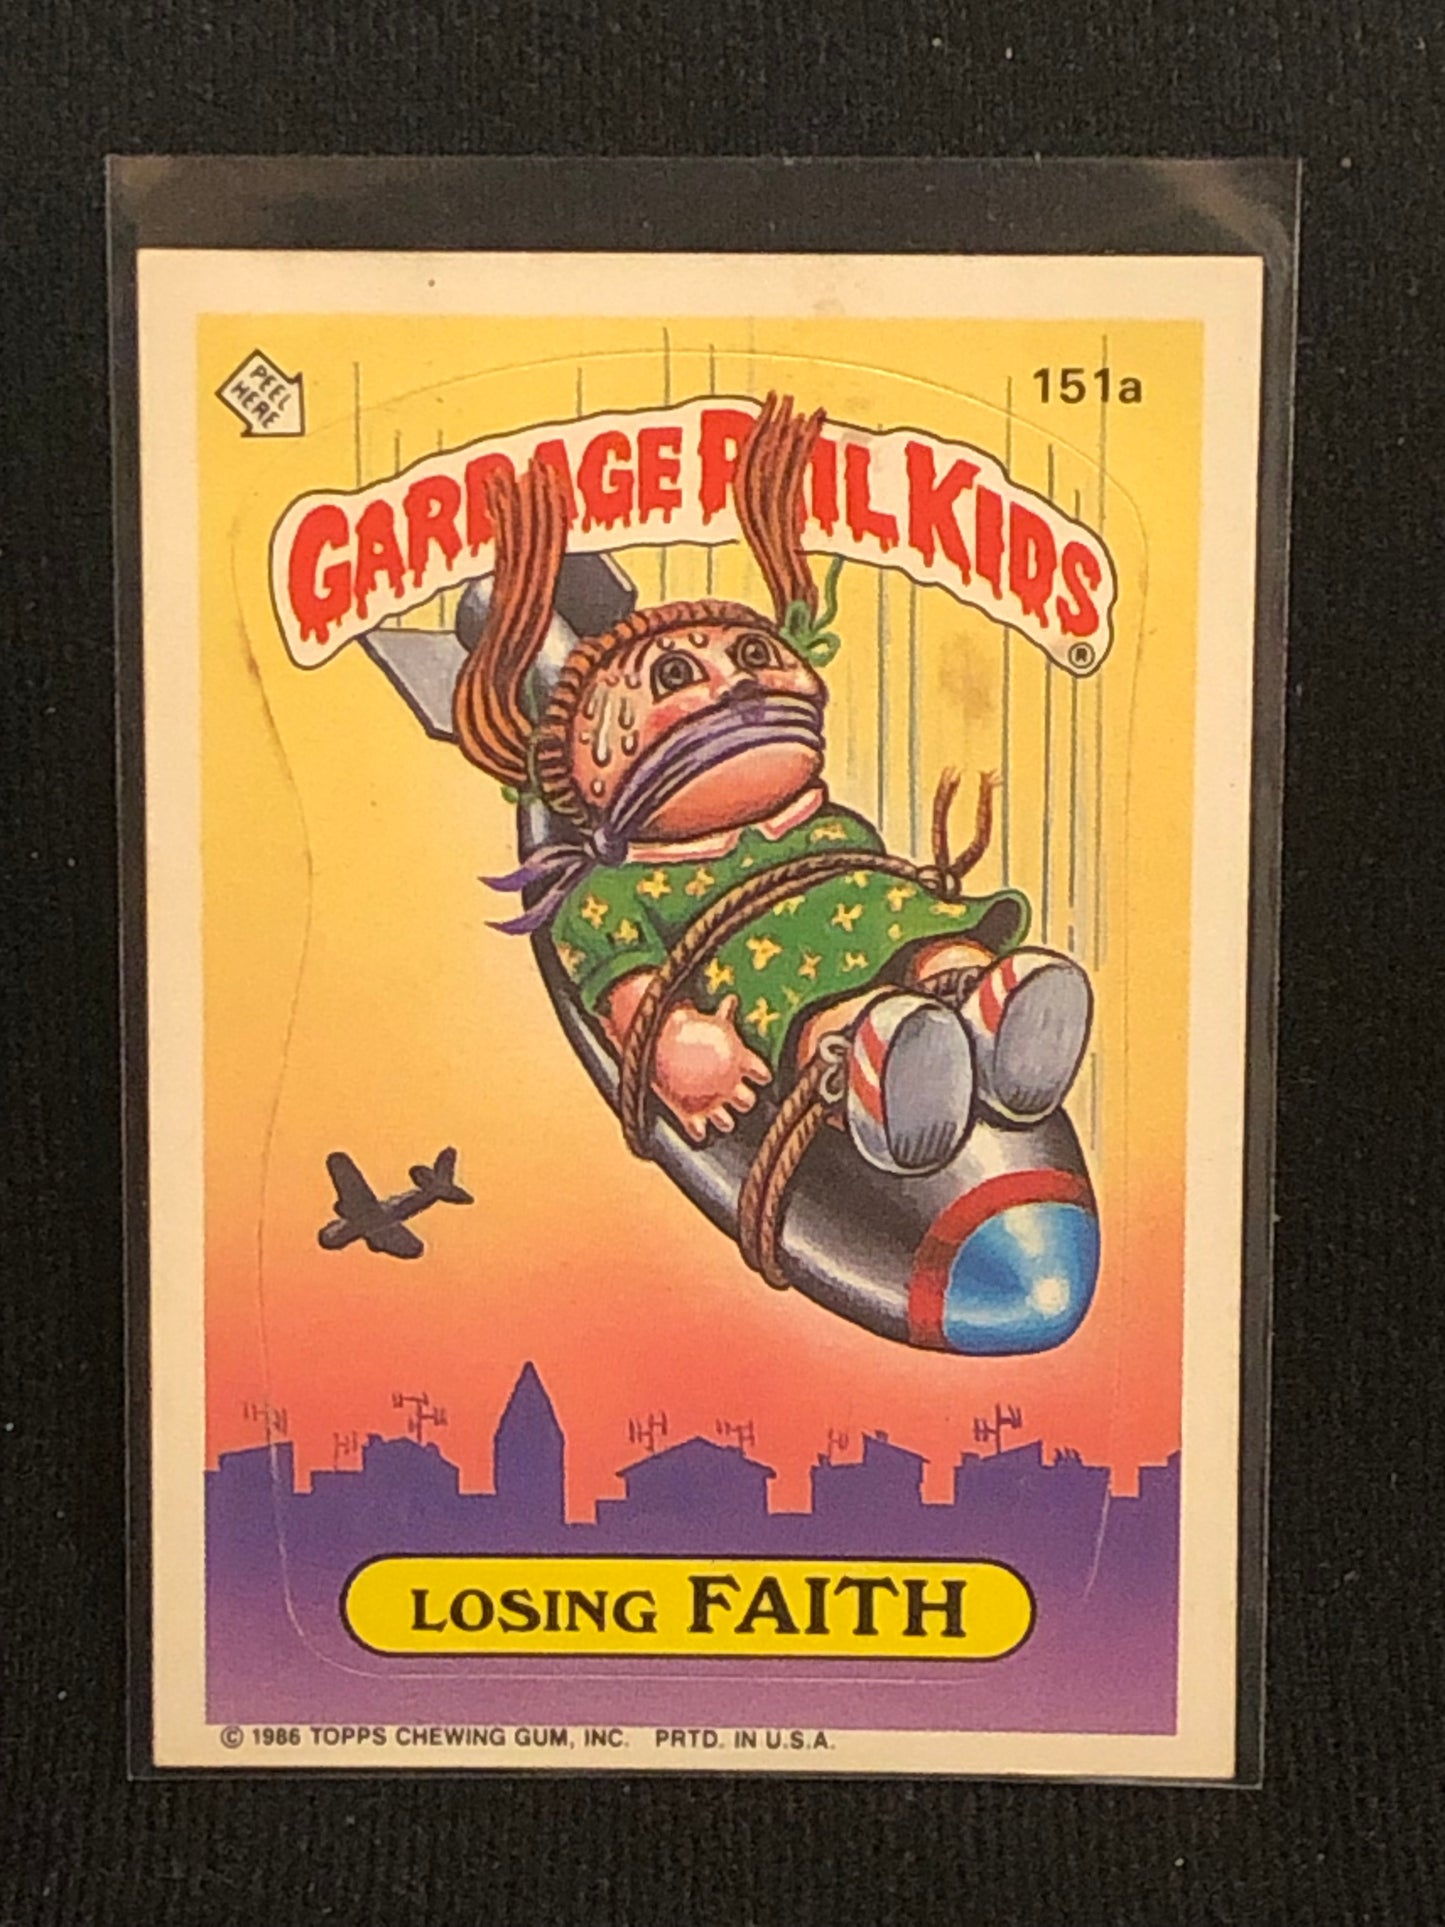 PEEL
HERE
151a
GARBAGE PAIL KIDS
®
LOSING FAITH
© 1986 TOPPS CHEWING GUM, INC. PRTD. IN U.S.A.